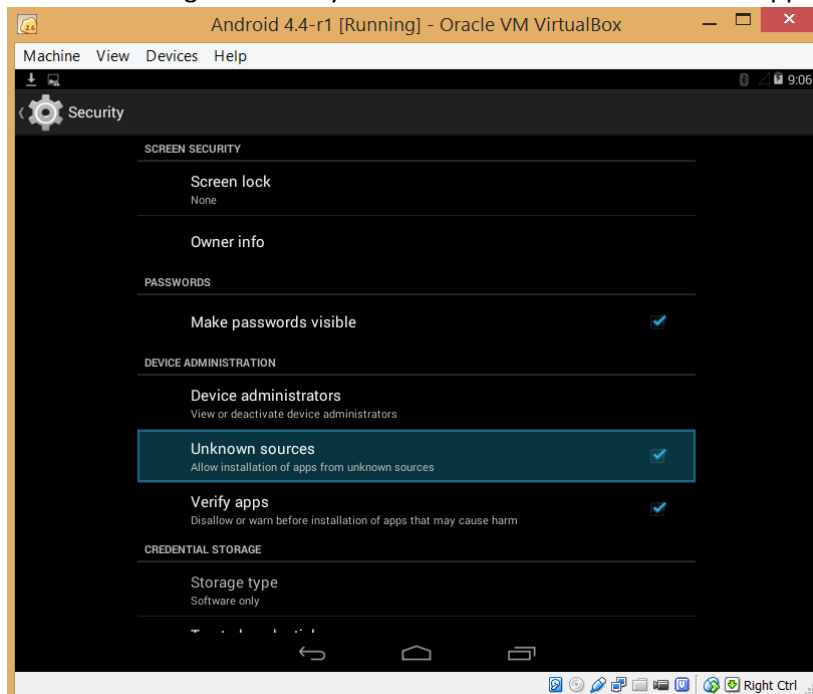 Android 4.4-r1 [Running] - Oracle VM VirtualBox
Machine View Devices Help
9:06
Security
SCREEN SECURITY
Screen lock
None
Owner info
PASSWORDS
Make passwords visible
DEVICE ADMINISTRATION
Device administrators
View or deactivate device administrators
Unknown sources
Allow installation of apps from unknown sources
Verify apps
Disallow or warn before installation of apps that may cause harm
CREDENTIAL STORAGE
Storage type
Software only
Right Ctrl